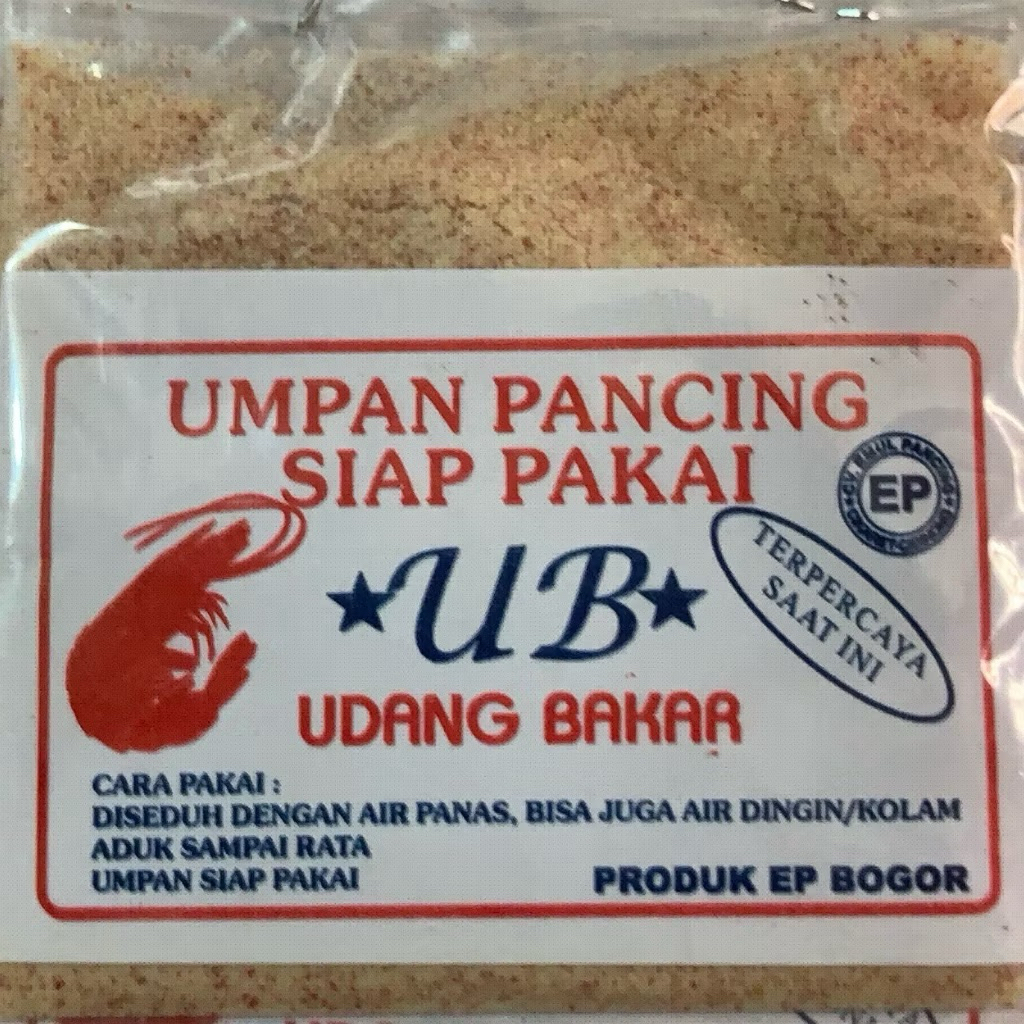 UMPAN PANCING
SIAP PAKAI
EP
TERPERCAYA
SAAT INI
UB
UDANG BAKAR
CARA PAKAI :
DISEDUH DENGAN AIR PANAS, BISA JUGA AIR DINGIN/KOLAM
ADUK SAMPAI RATA
UMPAN SIAP PAKAI
PRODUK EP BOGOR